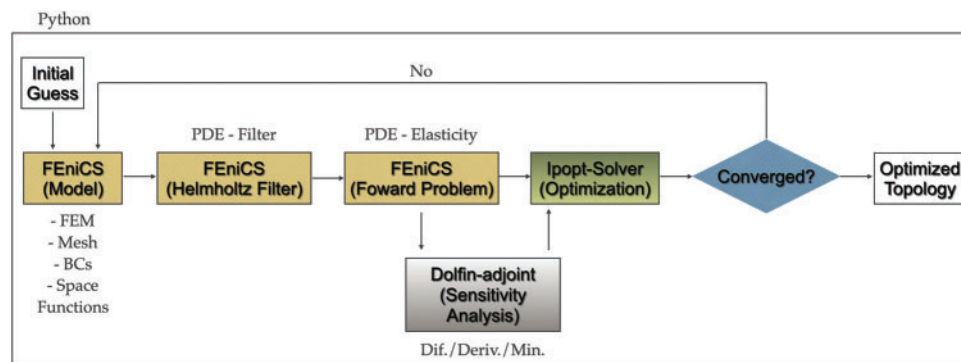 Python
Initial
Guess
No
PDE - Filter
PDE - Elasticity
FEniCS
(Model)
FEniCS
(Helmholtz Filter)
FEniCS
(Foward Problem)
Ipopt-Solver
(Optimization)
Converged?
Optimized
Topology
- FEM
- Mesh
- BCs
- Space
Functions
Dolfin-adjoint
(Sensitivity
Analysis)
Dif./Deriv./Min.